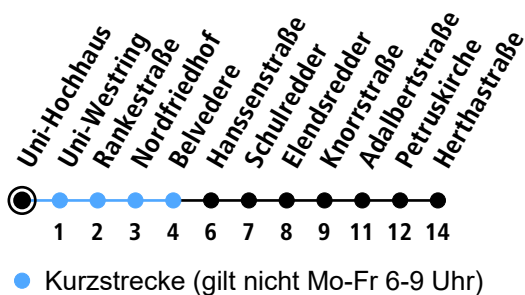 Uni-Hochhaus
Uni-Westring
Rankestraße
Nordfriedhof
Belvedere
Hanssenstraße
Schulredder
Elendsredder
Knorrstraße
Adalbertstraße
Petruskirche
Herthastraße
1 2 3 4 6 7 8 9 11 12 14
Kurzstrecke (gilt nicht Mo-Fr 6-9 Uhr)